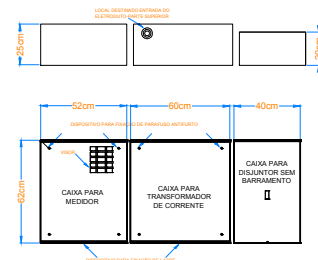 LOCAL DESTINADO ENTRADA DO
ELETRODUTO PARTE SUPERIOR
25cm
52cm
60cm
40cm
DISPOSITIVO PARA FIXAÇÃO DE PARAFUSO ANTIFURTO
VISOR
62cm
CAIXA PARA
MEDIDOR
CAIXA PARA
TRANSFORMADOR
DE CORRENTE
CAIXA PARA
DISJUNTOR SEM
BARRAMENTO